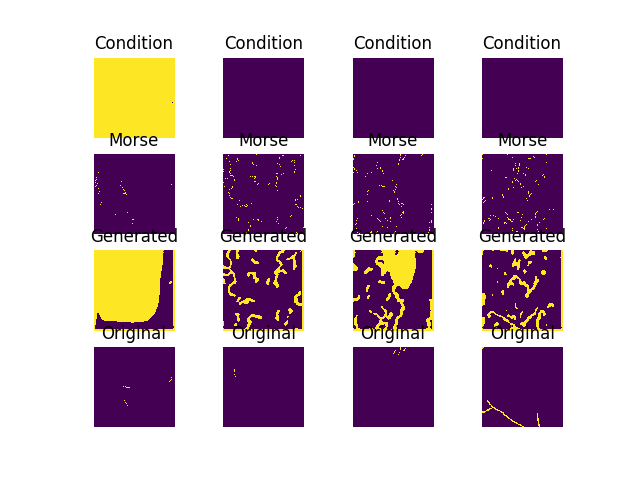 Condition Condition Condition Condition
Morse Morse Morse Morse
Generated Generated Generated Generated
Original Original Original Original